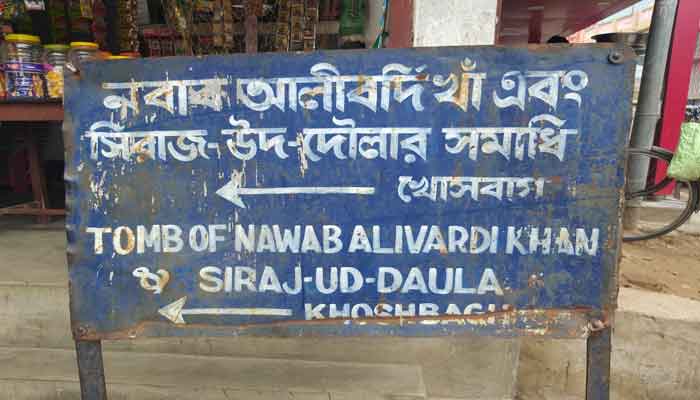 নবাব আলীবর্দি খাঁ এবং
সিরাজ-উদ-দৌলার সমাধি
খোসবাগ
TOMB OF NAWAB ALIVARDI KHAN
& SIRAJ-UD-DAULA
KHOSHBAGH